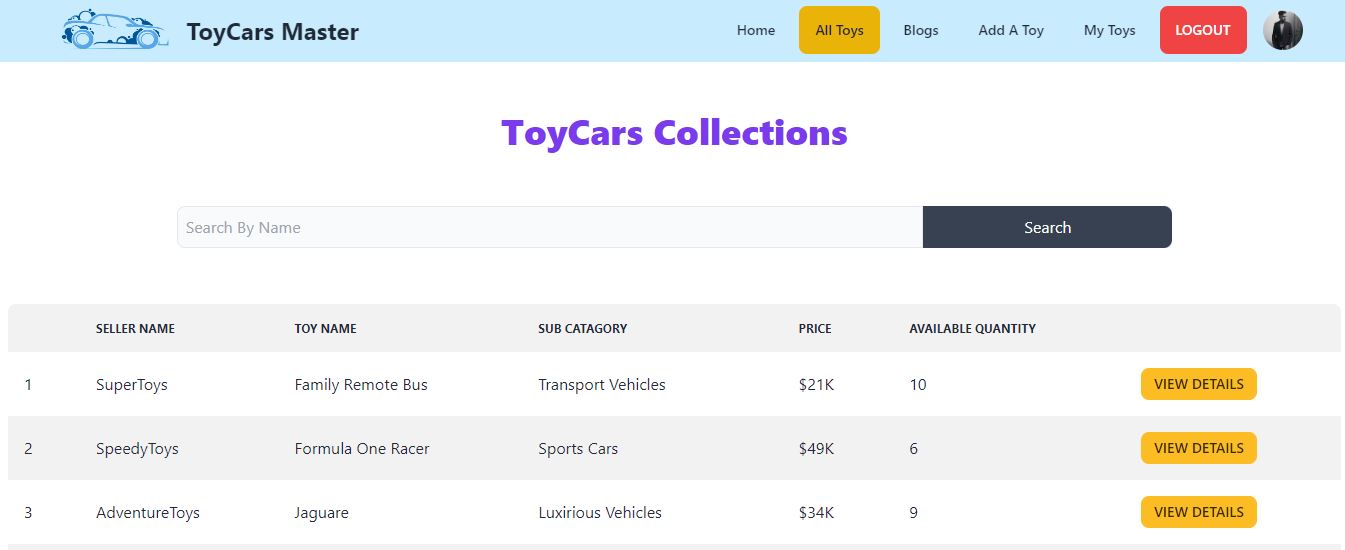 ToyCars Master Home All Toys Blogs Add A Toy My Toys LOGOUT
ToyCars Collections
Search By Name Search
SELLER NAME TOY NAME SUB CATAGORY PRICE AVAILABLE QUANTITY
1 SuperToys Family Remote Bus Transport Vehicles $21K 10 VIEW DETAILS
2 SpeedyToys Formula One Racer Sports Cars $49K 6 VIEW DETAILS
3 AdventureToys Jaguare Luxirious Vehicles $34K 9 VIEW DETAILS